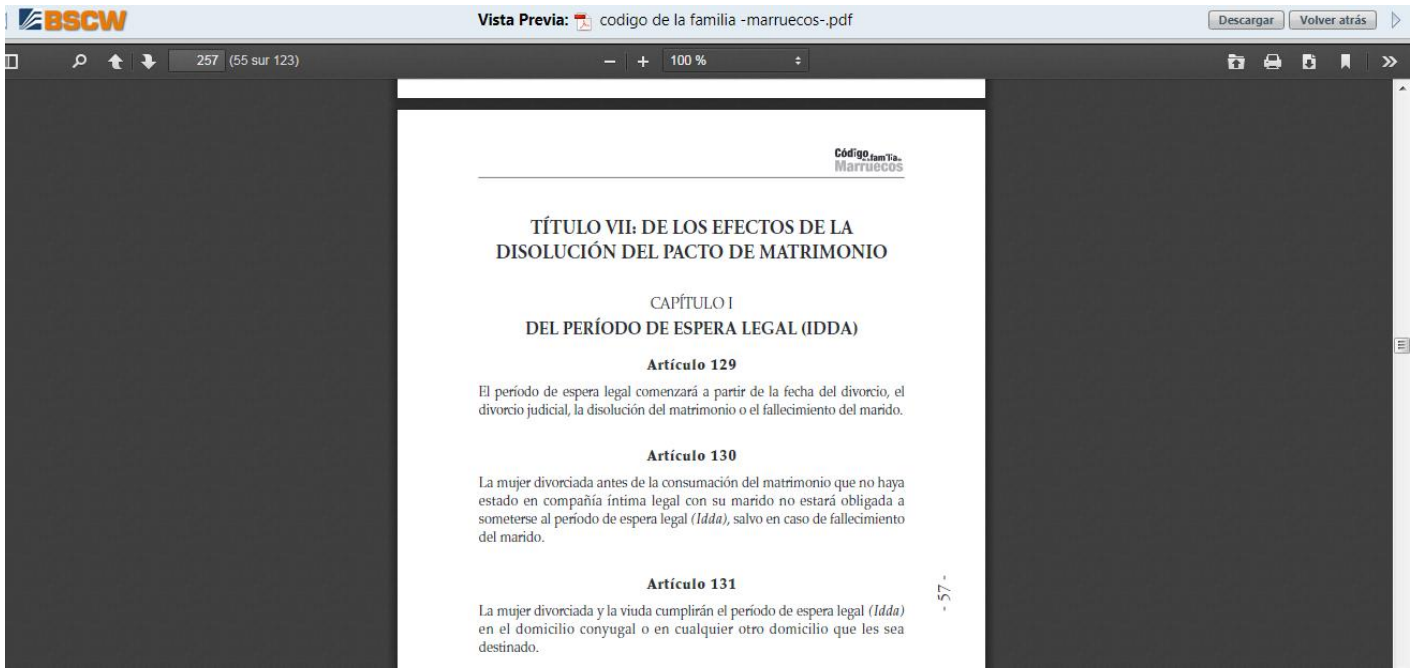 BSCW
Vista Previa: codigo de la familia -marruecos-.pdf
Descargar
Volver atrás
257 (55 sur 123)
100 %
Código
familia
Marruecos
TÍTULO VII: DE LOS EFECTOS DE LA
DISOLUCIÓN DEL PACTO DE MATRIMONIO
CAPÍTULO I
DEL PERÍODO DE ESPERA LEGAL (IDDA)
Artículo 129
El período de espera legal comenzará a partir de la fecha del divorcio, el
divorcio judicial, la disolución del matrimonio o el fallecimiento del marido.
Artículo 130
La mujer divorciada antes de la consumación del matrimonio que no haya
estado en compañía íntima legal con su marido no estará obligada a
someterse al período de espera legal (Idda), salvo en caso de fallecimiento
del marido.
Artículo 131
La mujer divorciada y la viuda cumplirán el período de espera legal (Idda)
en el domicilio conyugal o en cualquier otro domicilio que les sea
destinado.
- 57 -